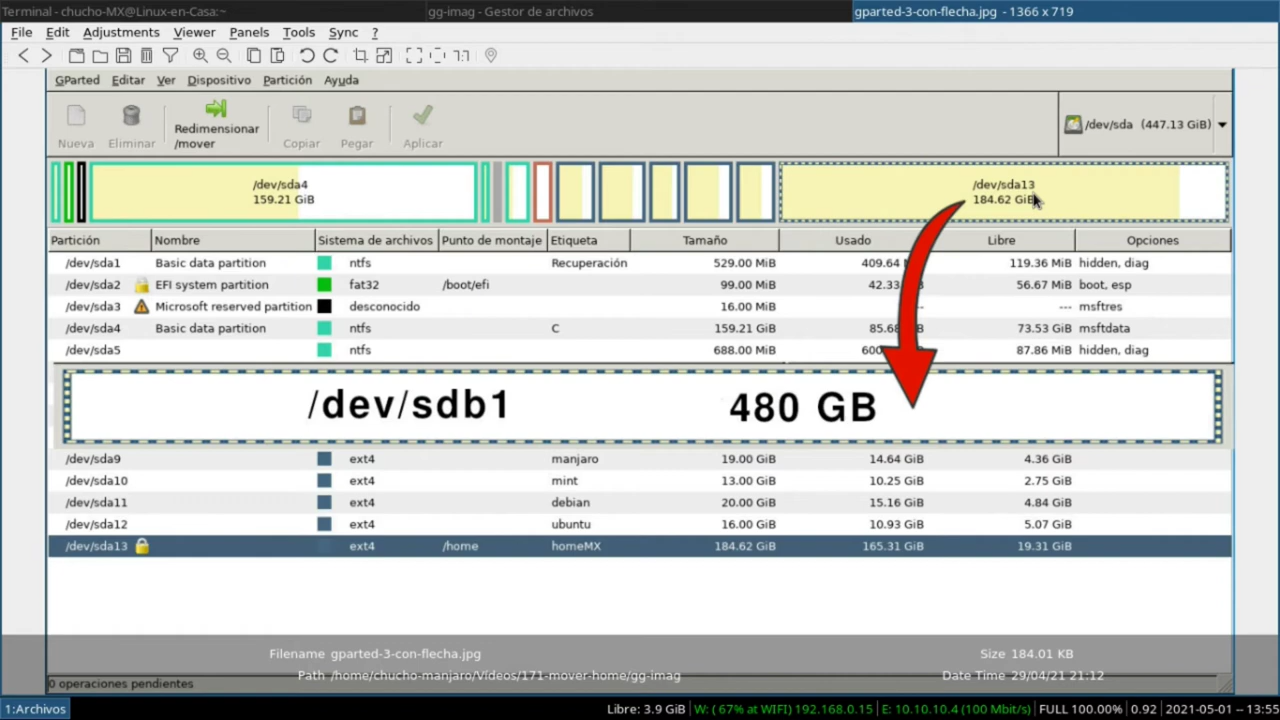 Terminal - chucho-MX@Linux-en-Casa:~ gg-imag - Gestor de archivos gparted-3-con-flecha.jpg - 1366 x 719
File Edit Adjustments Viewer Panels Tools Sync ?
1:1
GParted Editar Ver Dispositivo Partición Ayuda
Nueva Eliminar Redimensionar /mover Copiar Pegar Aplicar /dev/sda (447.13 GiB)
/dev/sda4 /dev/sda13
159.21 GiB 184.62 GiB
Partición Nombre Sistema de archivos Punto de montaje Etiqueta Tamaño Usado Libre Opciones
/dev/sda1 Basic data partition ntfs Recuperación 529.00 MiB 409.64 119.36 MiB hidden, diag
/dev/sda2 EFI system partition fat32 /boot/efi 99.00 MiB 42.33 56.67 MiB boot, esp
/dev/sda3 Microsoft reserved partition desconocido 16.00 MiB --- msftres
/dev/sda4 Basic data partition ntfs C 159.21 GiB 85.68 73.53 GiB msftdata
/dev/sda5 ntfs 688.00 MiB 87.86 MiB hidden, diag
/dev/sdb1 480 GB
/dev/sda9 ext4 manjaro 19.00 GiB 14.64 GiB 4.36 GiB
/dev/sda10 ext4 mint 13.00 GiB 10.25 GiB 2.75 GiB
/dev/sda11 ext4 debian 20.00 GiB 15.16 GiB 4.84 GiB
/dev/sda12 ext4 ubuntu 16.00 GiB 10.93 GiB 5.07 GiB
/dev/sda13 ext4 /home homeMX 184.62 GiB 165.31 GiB 19.31 GiB
Filename gparted-3-con-flecha.jpg Size 184.01 KB
Path /home/chucho-manjaro/Vídeos/171-mover-home/gg-imag Date Time 29/04/21 21:12
0 operaciones pendientes
1:Archivos Libre: 3.9 GiB W: ( 67% at WIFI) 192.168.0.15 E: 10.10.10.4 (100 Mbit/s) FULL 100.00% 0.92 2021-05-01 -- 13:55